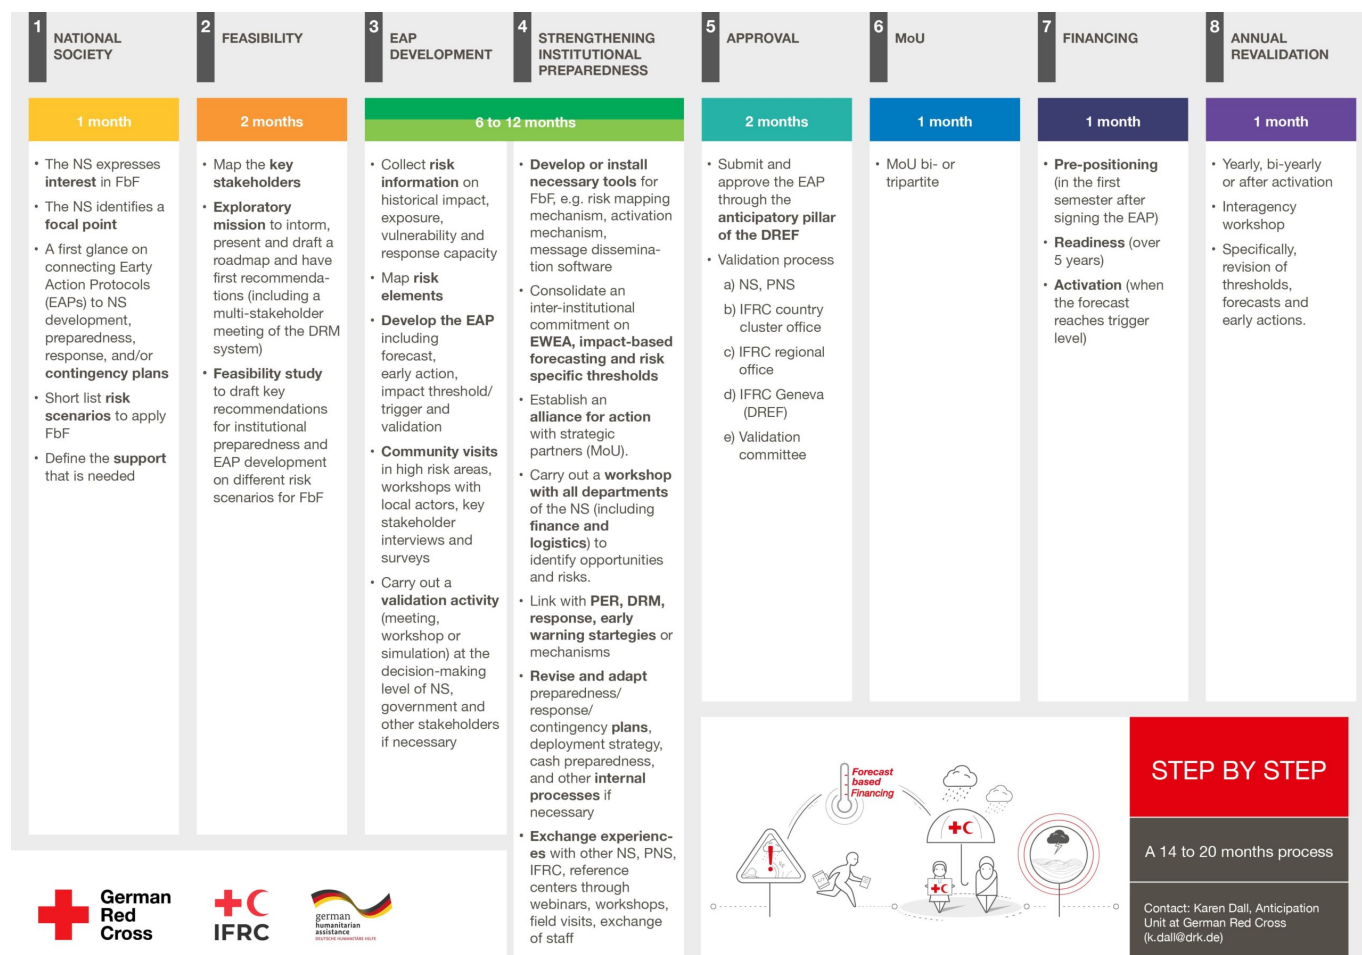 1
NATIONAL
SOCIETY
1 month
• The NS expresses
interest in FbF
• The NS identifies a
focal point
• A first glance on
connecting Earty
Action Protocols
(EAPs) to NS
development,
preparedness,
response, and/or
contingency plans
• Short list risk
scenarios to apply
FbF
• Define the support
that is needed
2
FEASIBILITY
2 months
• Map the key
stakeholders
• Exploratory
mission to inform,
present and draft a
roadmap and have
first recommenda-
tions (including a
multi-stakeholder
meeting of the DRM
system)
• Feasibility study
to draft key
recommendations
for institutional
preparedness and
EAP development
on different risk
scenarios for FbF
3
EAP
DEVELOPMENT
6 to 12 months
• Collect risk
information on
historical impact,
exposure,
vulnerability and
response capacity
• Map risk
elements
• Develop the EAP
including
forecast,
early action,
impact threshold/
trigger and
validation
• Community visits
in high risk areas,
workshops with
local actors, key
stakeholder
interviews and
surveys
• Carry out a
validation activity
(meeting,
workshop or
simulation) at the
decision-making
level of NS,
government and
other stakeholders
if necessary
4
STRENGTHENING
INSTITUTIONAL
PREPAREDNESS
• Develop or install
necessary tools for
FbF, e.g. risk mapping
mechanism, activation
mechanism,
message dissemina-
tion software
• Consolidate an
inter-institutional
commitment on
EWEA, impact-based
forecasting and risk
specific thresholds
• Establish an
alliance for action
with strategic
partners (MoU).
• Carry out a workshop
with all departments
of the NS (including
finance and
logistics) to
identify opportunities
and risks.
• Link with PER, DRM,
response, early
warning startegies or
mechanisms
• Revise and adapt
preparedness/
response/
contingency plans,
deployment strategy,
cash preparedness,
and other internal
processes if
necessary
• Exchange experienc-
es with other NS, PNS,
IFRC, reference
centers through
webinars, workshops,
field visits, exchange
of staff
5
APPROVAL
2 months
• Submit and
approve the EAP
through the
anticipatory pillar
of the DREF
• Validation process
a) NS, PNS
b) IFRC country
cluster office
c) IFRC regional
office
d) IFRC Geneva
(DREF)
e) Validation
committee
6
MoU
1 month
• MoU bi- or
tripartite
7
FINANCING
1 month
• Pre-positioning
(in the first
semester after
signing the EAP)
• Readiness (over
5 years)
• Activation (when
the forecast
reaches trigger
level)
8
ANNUAL
REVALIDATION
1 month
• Yearly, bi-yearly
or after activation
• Interagency
workshop
• Specifically,
revision of
thresholds,
forecasts and
early actions.
German
Red
Cross
IFRC
german
humanitarian
assistance
DEUTSCHE HUMANITÄRE HILFE
Forecast
based
Financing
STEP BY STEP
A 14 to 20 months process
Contact: Karen Dall, Anticipation
Unit at German Red Cross
(k.dall@drk.de)